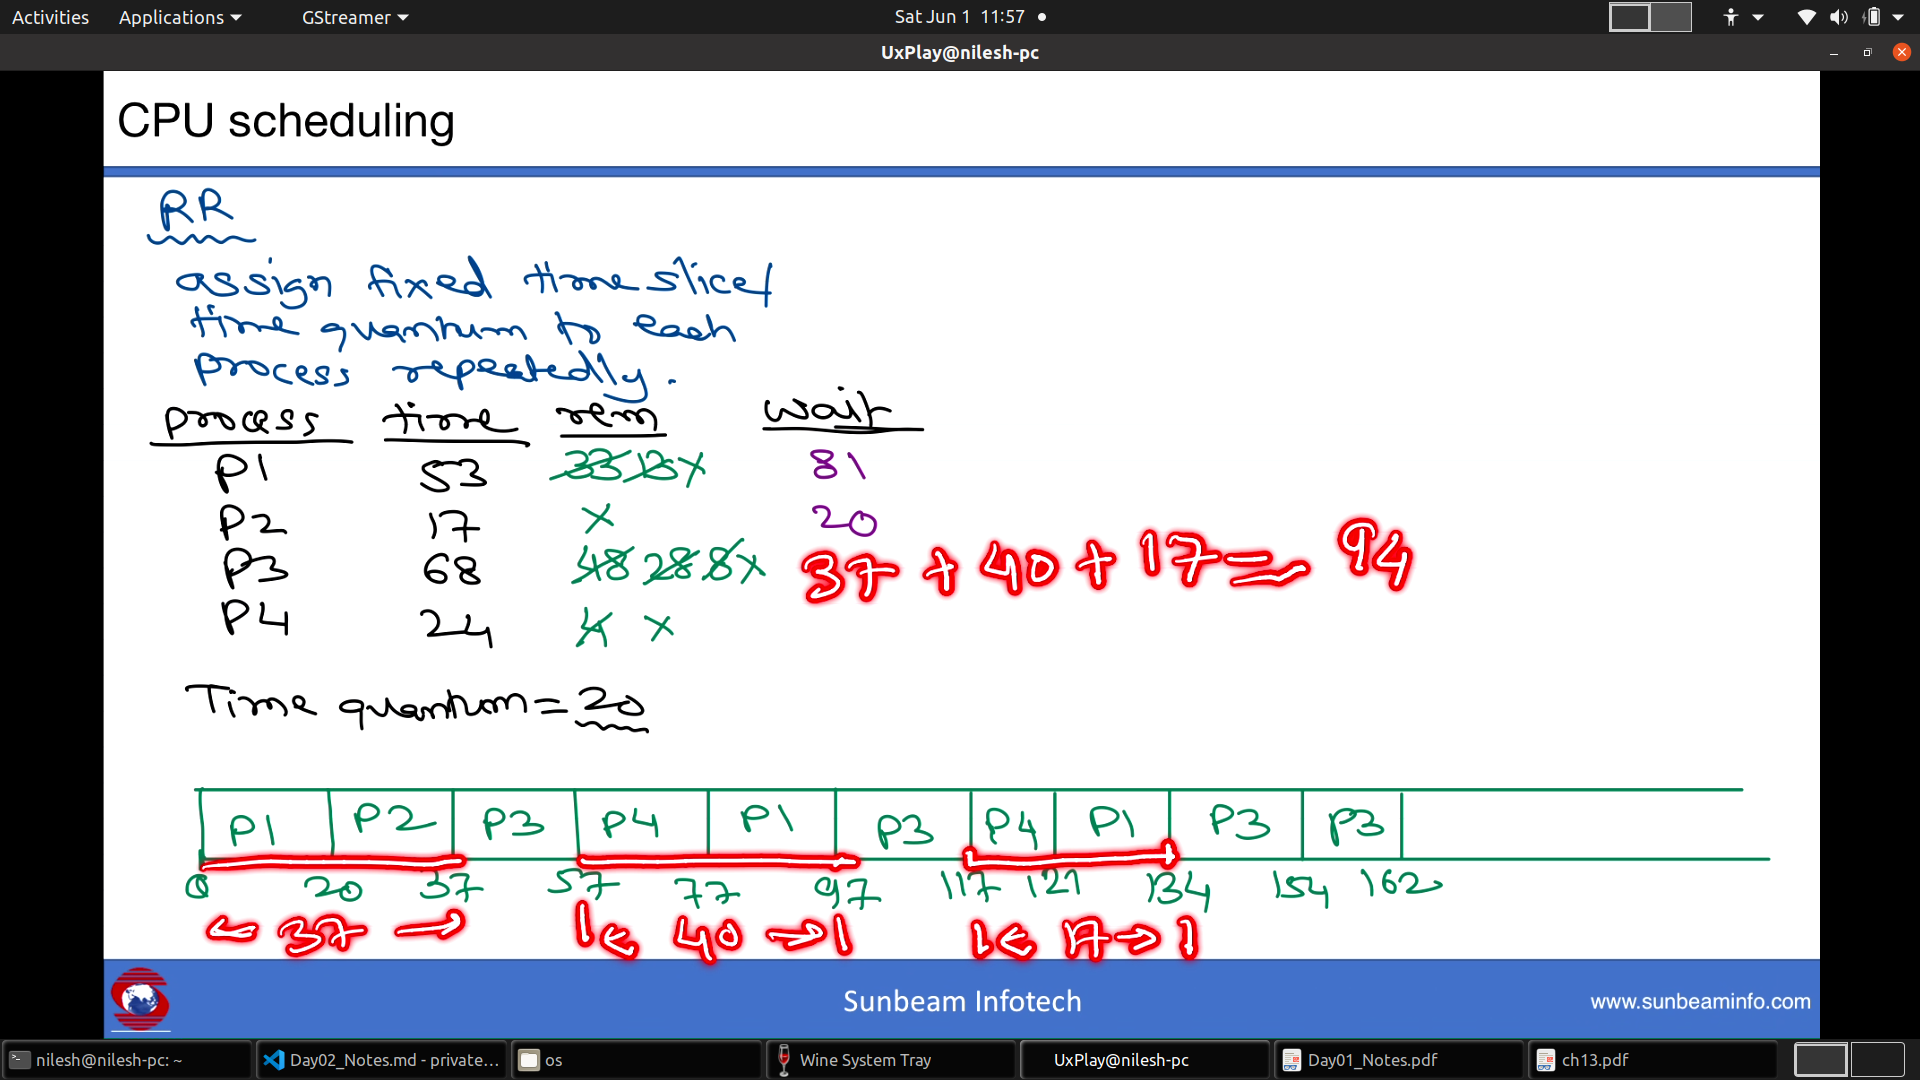 Activities Applications GStreamer Sat Jun 1 11:57
UxPlay@nilesh-pc
CPU scheduling
RR
assign fixed time slice/
time quantum to each
process repeatedly.
process time rem wait
P1 53 33 13 x 81
P2 17 x 20
P3 68 48 28 8 x 37 + 40 + 17 = 94
P4 24 4 x
Time quantum = 20
P1 P2 P3 P4 P1 P3 P4 P1 P3 P3
0 20 37 57 77 97 117 121 134 154 162
← 37 → |← 40 →| |← 17 →|
Sunbeam Infotech www.sunbeaminfo.com
nilesh@nilesh-pc: ~ Day02_Notes.md - private... os Wine System Tray UxPlay@nilesh-pc Day01_Notes.pdf ch13.pdf